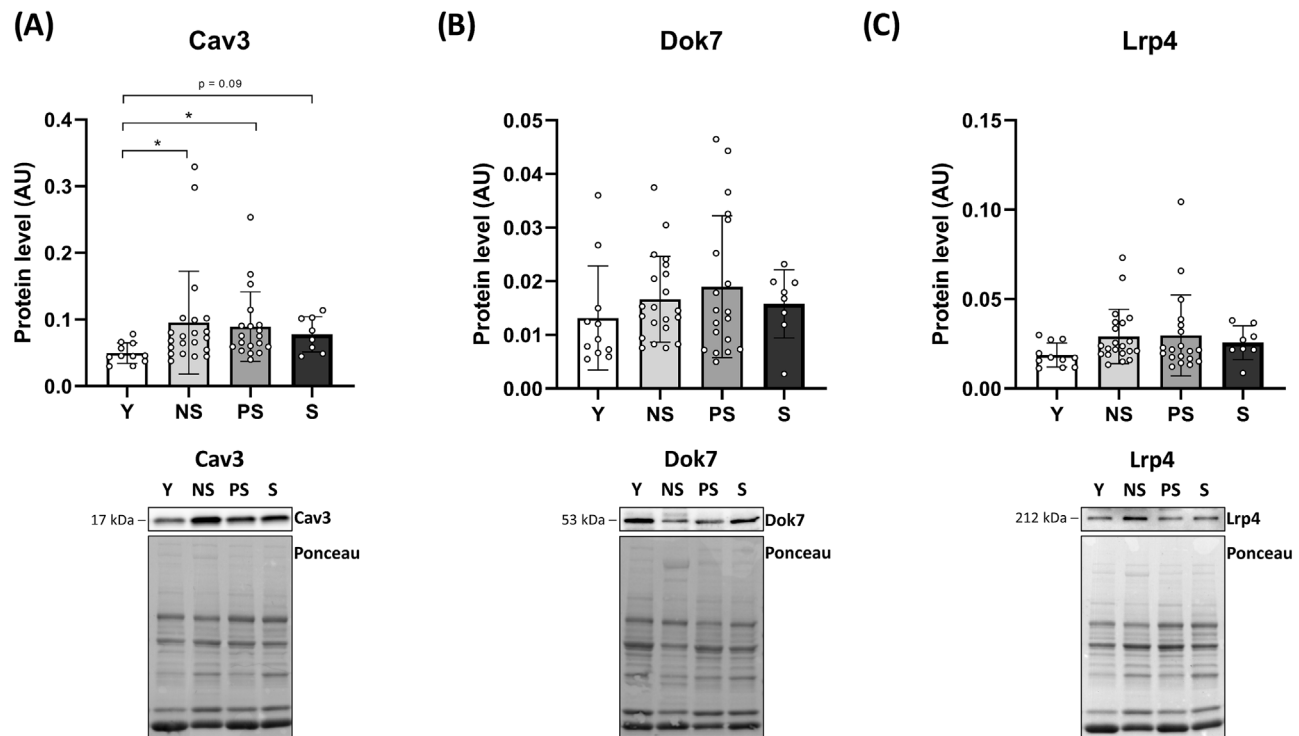 (A)
Cav3
p = 0.09
*
*
Protein level (AU)
0.4
0.3
0.2
0.1
0.0
Y NS PS S
Cav3
Y NS PS S
17 kDa
Cav3
Ponceau
(B)
Dok7
Protein level (AU)
0.05
0.04
0.03
0.02
0.01
0.00
Y NS PS S
Dok7
Y NS PS S
53 kDa
Dok7
Ponceau
(C)
Lrp4
Protein level (AU)
0.15
0.10
0.05
0.00
Y NS PS S
Lrp4
Y NS PS S
212 kDa
Lrp4
Ponceau